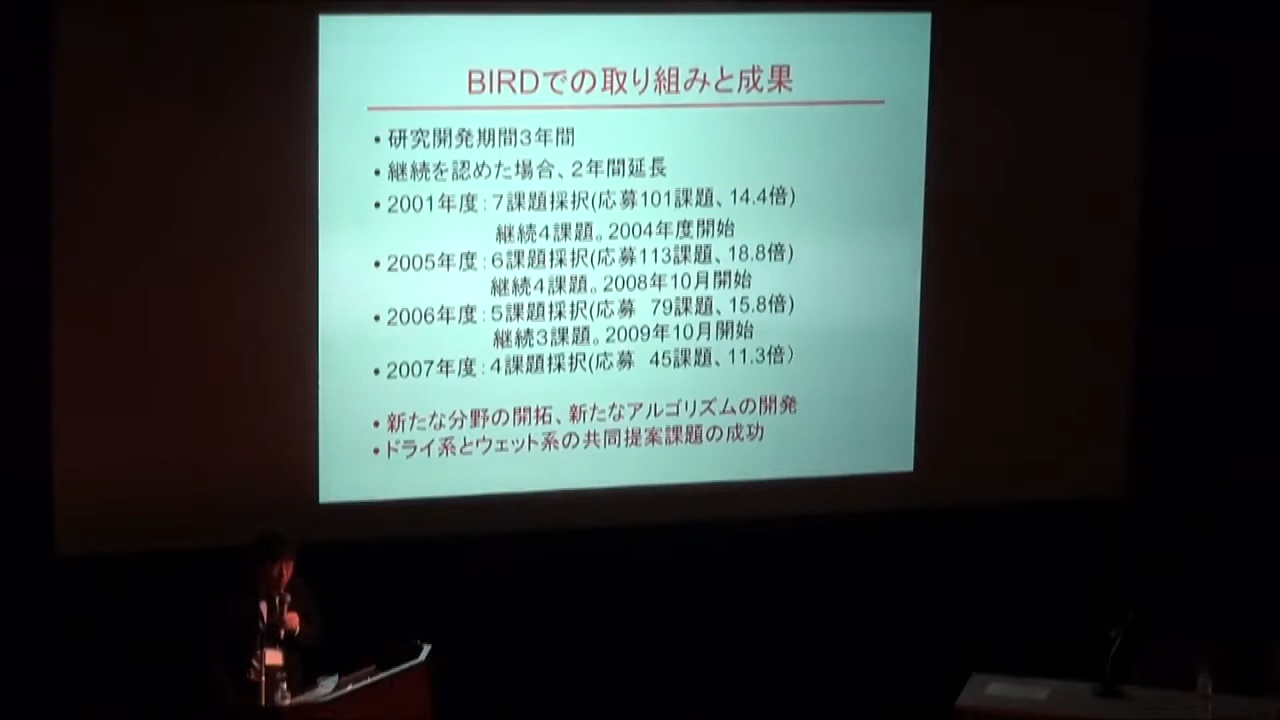 BIRDでの取り組みと成果
• 研究開発期間3年間
• 継続を認めた場合、2年間延長
• 2001年度：7課題採択(応募101課題、14.4倍)
継続4課題。2004年度開始
• 2005年度：6課題採択(応募113課題、18.8倍)
継続4課題。2008年10月開始
• 2006年度：5課題採択(応募　79課題、15.8倍)
継続3課題。2009年10月開始
• 2007年度：4課題採択(応募　45課題、11.3倍）
• 新たな分野の開拓、新たなアルゴリズムの開発
• ドライ系とウェット系の共同提案課題の成功